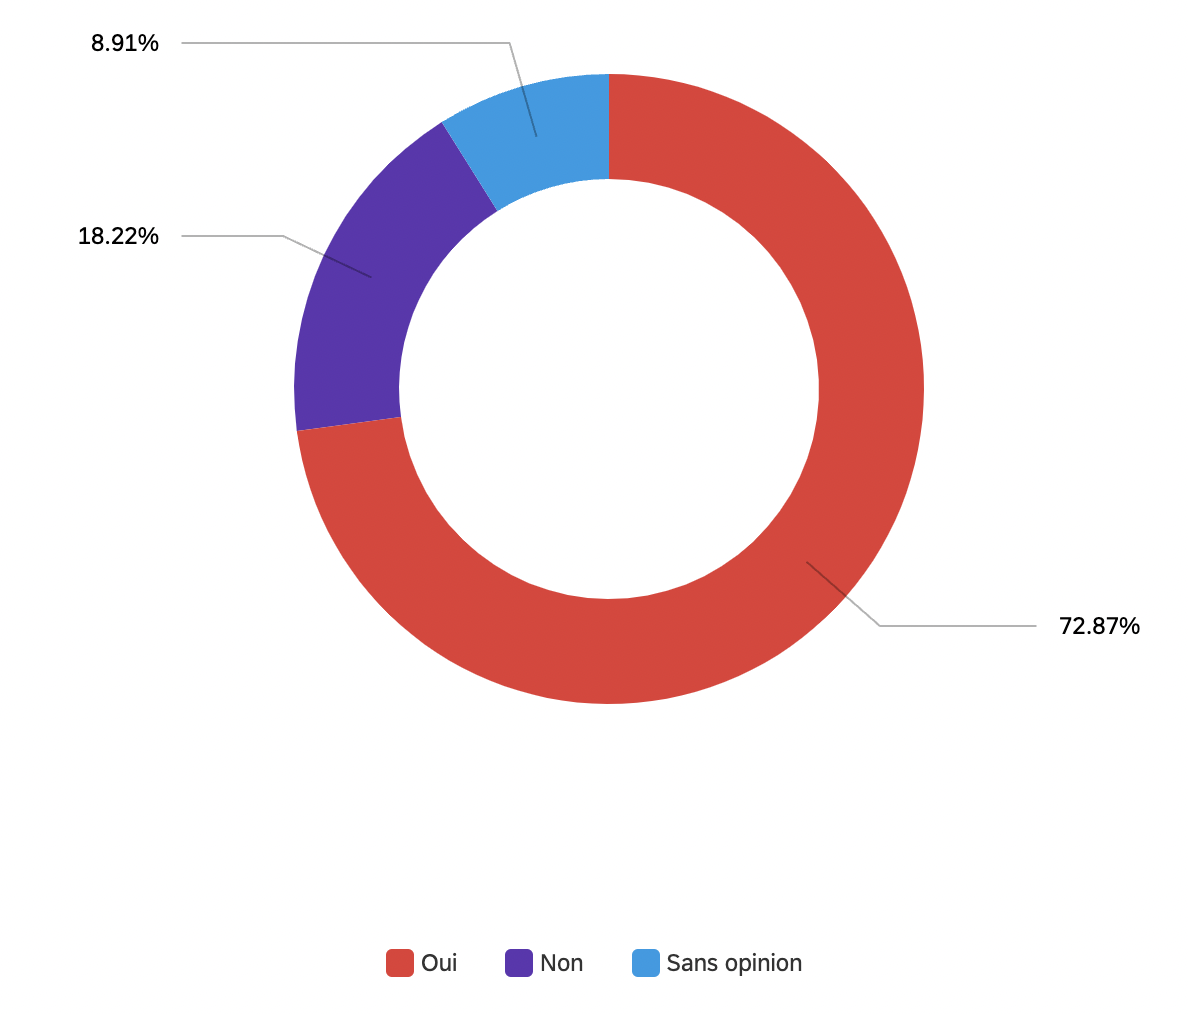 8.91%
18.22%
72.87%
Oui Non Sans opinion